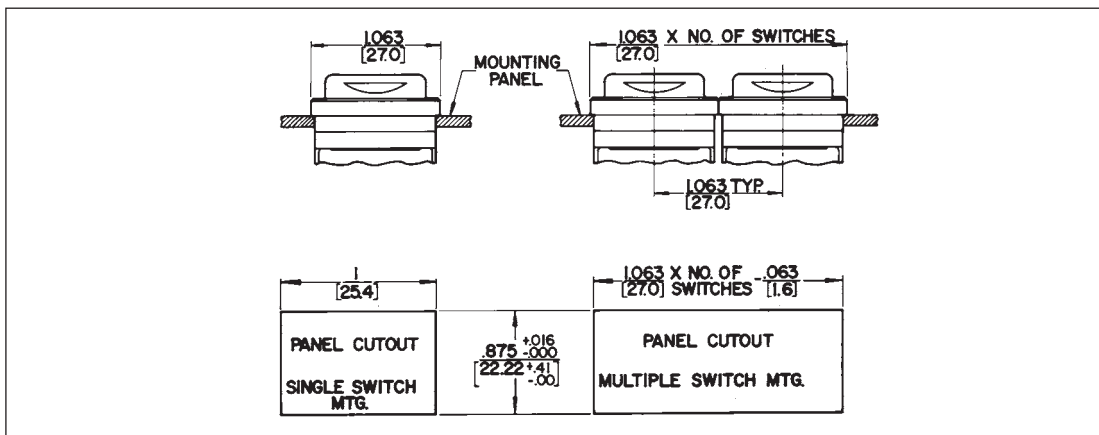 1.063
[27.0]
MOUNTING
PANEL
1.063 X NO. OF SWITCHES
[27.0]
1.063 TYP.
[27.0]
1
[25.4]
PANEL CUTOUT
SINGLE SWITCH
MTG.
.875 +.016 -.000
[22.22 +.41 -.00]
1.063 X NO. OF - .063
[27.0] SWITCHES [1.6]
PANEL CUTOUT
MULTIPLE SWITCH MTG.